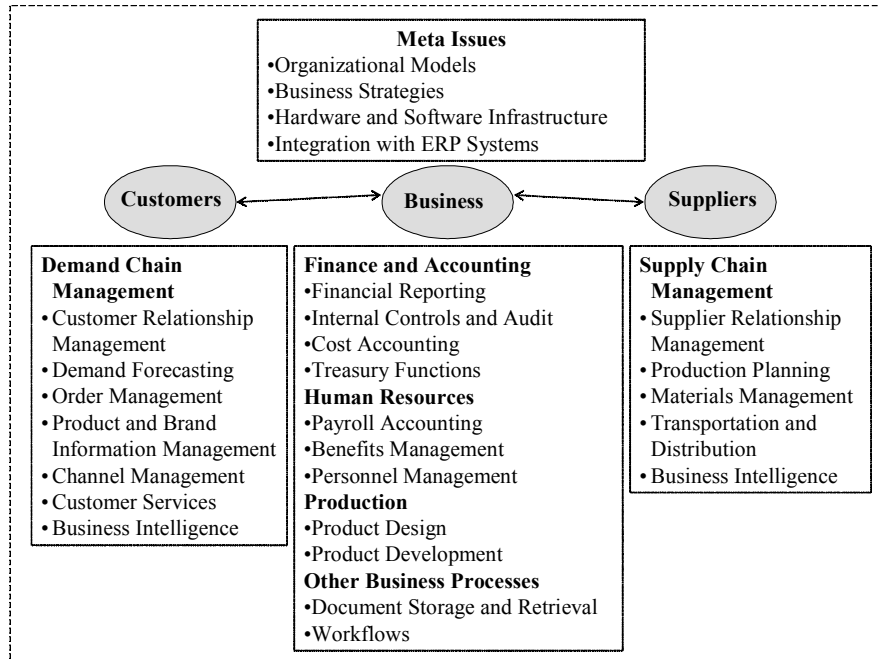 Meta Issues
•Organizational Models
•Business Strategies
•Hardware and Software Infrastructure
•Integration with ERP Systems
Customers
Business
Suppliers
Demand Chain
Management
•Customer Relationship
Management
•Demand Forecasting
•Order Management
•Product and Brand
Information Management
•Channel Management
•Customer Services
•Business Intelligence
Finance and Accounting
•Financial Reporting
•Internal Controls and Audit
•Cost Accounting
•Treasury Functions
Human Resources
•Payroll Accounting
•Benefits Management
•Personnel Management
Production
•Product Design
•Product Development
Other Business Processes
•Document Storage and Retrieval
•Workflows
Supply Chain
Management
•Supplier Relationship
Management
•Production Planning
•Materials Management
•Transportation and
Distribution
•Business Intelligence